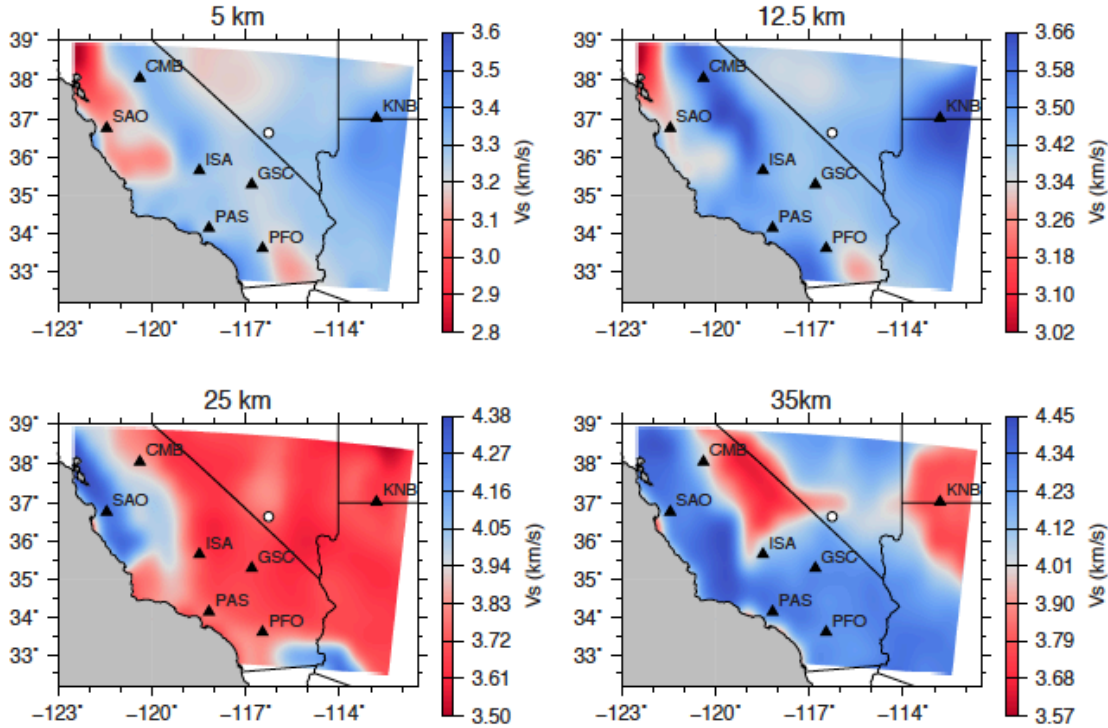 5 km
39°
38°
37°
36°
35°
34°
33°
−123
−120
−117
−114
CMB
SAO
KNB
ISA
GSC
PAS
PFO
3.6
3.5
3.4
3.3
3.2
3.1
3.0
2.9
2.8
Vs (km/s)
12.5 km
39°
38°
37°
36°
35°
34°
33°
−123
−120
−117
−114
CMB
SAO
KNB
ISA
GSC
PAS
PFO
3.66
3.58
3.50
3.42
3.34
3.26
3.18
3.10
3.02
Vs (km/s)
25 km
39°
38°
37°
36°
35°
34°
33°
−123
−120
−117
−114
CMB
SAO
KNB
ISA
GSC
PAS
PFO
4.38
4.27
4.16
4.05
3.94
3.83
3.72
3.61
3.50
Vs (km/s)
35km
39°
38°
37°
36°
35°
34°
33°
−123
−120
−117
−114
CMB
SAO
KNB
ISA
GSC
PAS
PFO
4.45
4.34
4.23
4.12
4.01
3.90
3.79
3.68
3.57
Vs (km/s)